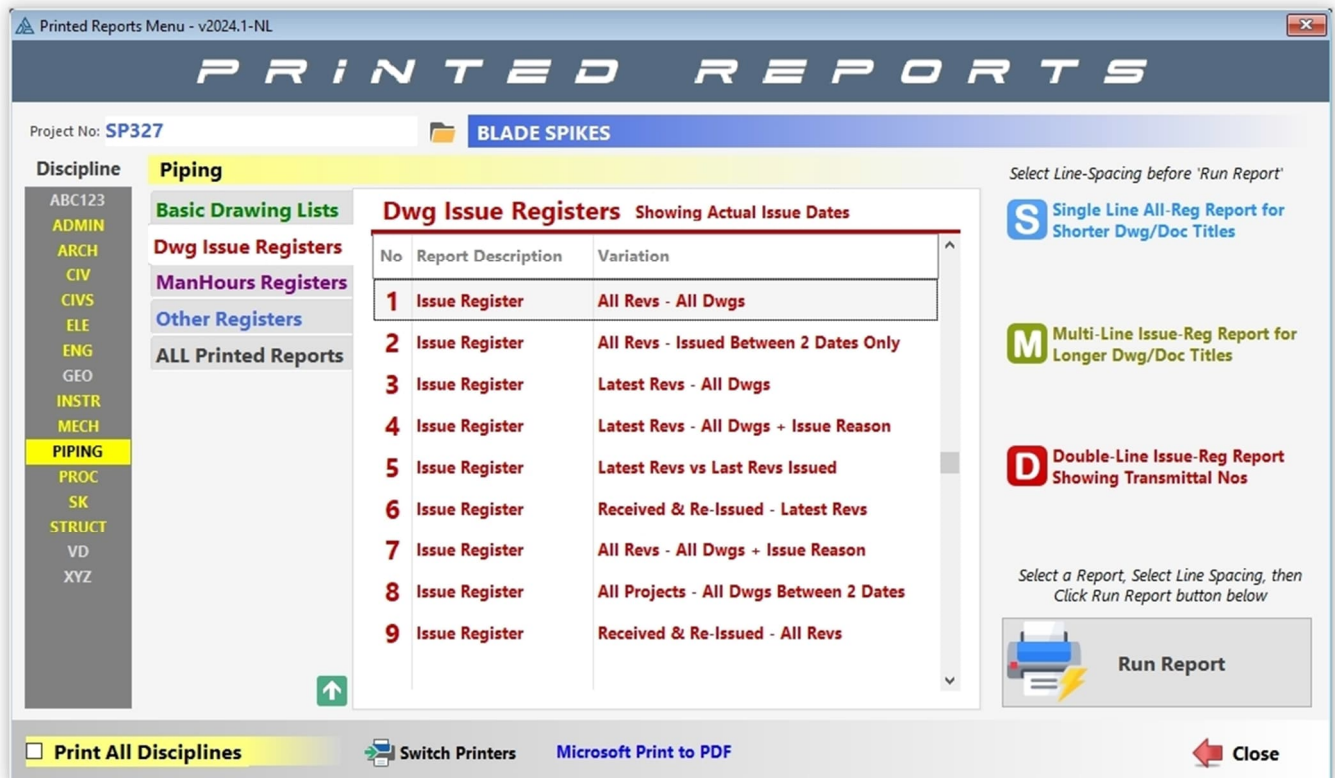 Printed Reports Menu - v2024.1-NL
PRiNTED REPORTS
Project No: SP327
BLADE SPIKES
Discipline
ABC123
ADMIN
ARCH
CIV
CIVS
ELE
ENG
GEO
INSTR
MECH
PIPING
PROC
SK
STRUCT
VD
XYZ
Piping
Basic Drawing Lists
Dwg Issue Registers
ManHours Registers
Other Registers
ALL Printed Reports
Dwg Issue Registers Showing Actual Issue Dates
No Report Description Variation
1 Issue Register All Revs - All Dwgs
2 Issue Register All Revs - Issued Between 2 Dates Only
3 Issue Register Latest Revs - All Dwgs
4 Issue Register Latest Revs - All Dwgs + Issue Reason
5 Issue Register Latest Revs vs Last Revs Issued
6 Issue Register Received & Re-Issued - Latest Revs
7 Issue Register All Revs - All Dwgs + Issue Reason
8 Issue Register All Projects - All Dwgs Between 2 Dates
9 Issue Register Received & Re-Issued - All Revs
Select Line-Spacing before 'Run Report'
S
Single Line All-Reg Report for
Shorter Dwg/Doc Titles
M
Multi-Line Issue-Reg Report for
Longer Dwg/Doc Titles
D
Double-Line Issue-Reg Report
Showing Transmittal Nos
Select a Report, Select Line Spacing, then
Click Run Report button below
Run Report
Print All Disciplines
Switch Printers
Microsoft Print to PDF
Close